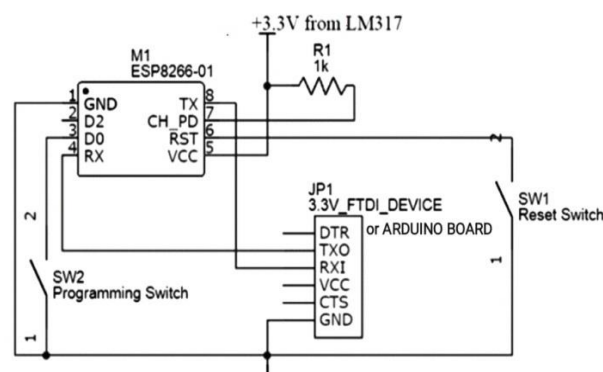 +3.3V from LM317
M1
ESP8266-01
R1
1k
1 GND
2 D2
3 D0
4 RX
TX 8
CH_PD 7
RST 6
VCC 5
2
SW1
Reset Switch
1
JP1
3.3V_FTDI_DEVICE
or ARDUINO BOARD
DTR
TXO
RXI
VCC
CTS
GND
2
SW2
Programming Switch
1